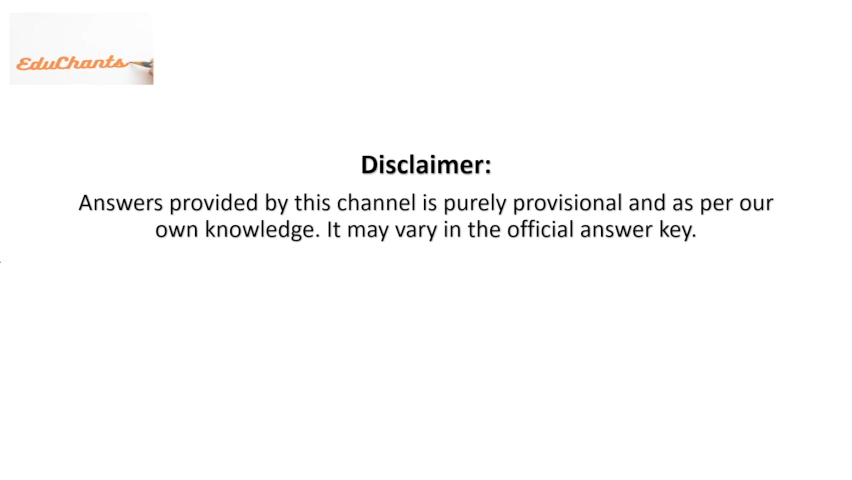 EduChants
Disclaimer:
Answers provided by this channel is purely provisional and as per our
own knowledge. It may vary in the official answer key.